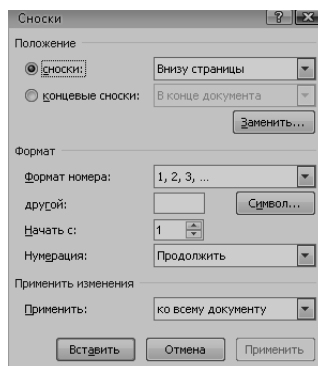 Сноски
Положение
сноски: Внизу страницы
концевые сноски: В конце документа
Заменить...
Формат
Формат номера: 1, 2, 3, ...
другой: Символ...
Начать с: 1
Нумерация: Продолжить
Применить изменения
Применить: ко всему документу
Вставить Отмена Применить